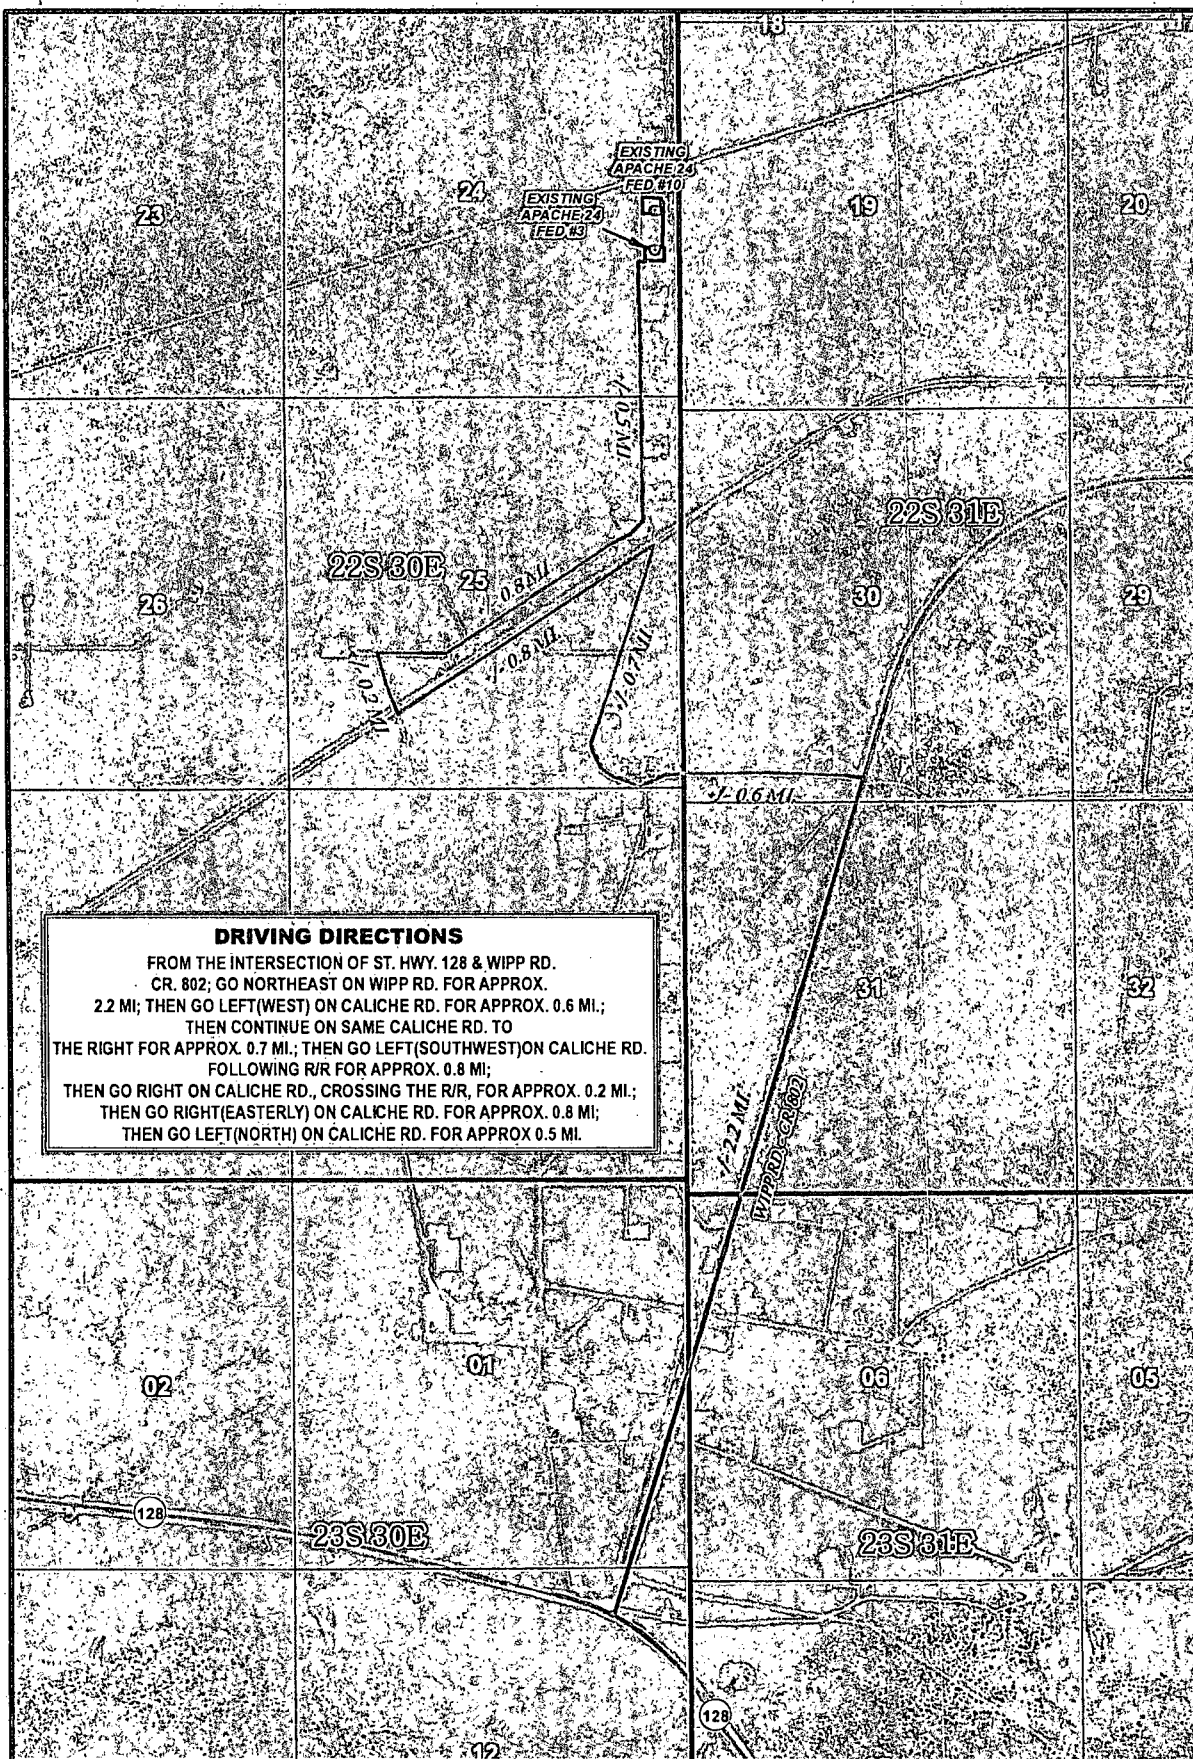 18
17
EXISTING
APACHE 24
FED #10
EXISTING
APACHE 24
FED #3
23
24
19
20
+/- 0.5 MI.
22S 31E
22S 30E
25
26
30
29
+/- 0.8 MI
+/- 0.8 MI
+/- 0.2 MI
+/- 0.7 MI.
+/- 0.6 MI.
DRIVING DIRECTIONS
FROM THE INTERSECTION OF ST. HWY. 128 & WIPP RD.
CR. 802; GO NORTHEAST ON WIPP RD. FOR APPROX.
2.2 MI; THEN GO LEFT(WEST) ON CALICHE RD. FOR APPROX. 0.6 MI.;
THEN CONTINUE ON SAME CALICHE RD. TO
THE RIGHT FOR APPROX. 0.7 MI.; THEN GO LEFT(SOUTHWEST)ON CALICHE RD.
FOLLOWING R/R FOR APPROX. 0.8 MI;
THEN GO RIGHT ON CALICHE RD., CROSSING THE R/R, FOR APPROX. 0.2 MI.;
THEN GO RIGHT(EASTERLY) ON CALICHE RD. FOR APPROX. 0.8 MI;
THEN GO LEFT(NORTH) ON CALICHE RD. FOR APPROX 0.5 MI.
31
32
+/- 2.2 MI.
WIPP RD - CR 802
02
01
06
05
128
23S 30E
23S 31E
128
12